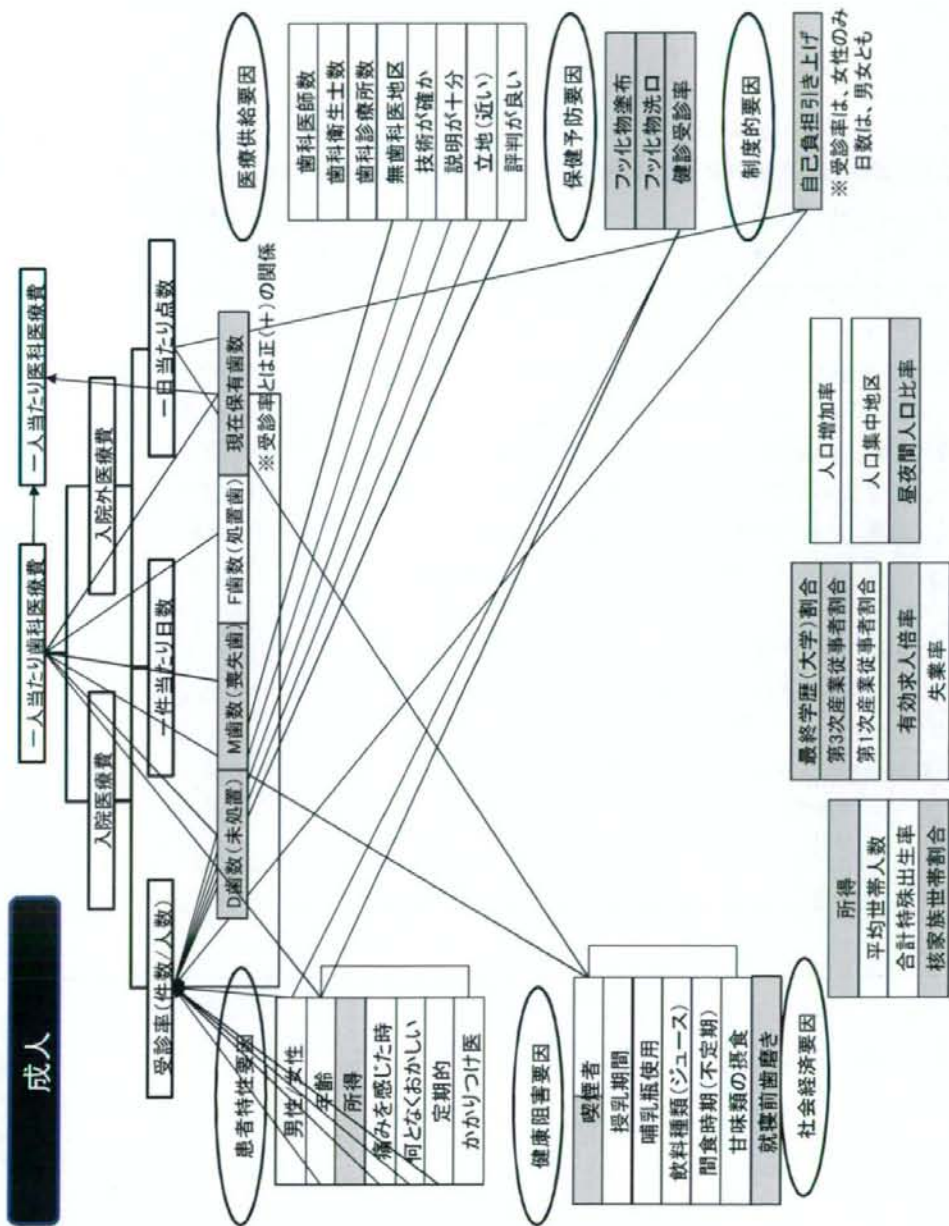 成人
一人当たり歯科医療費
一人当たり医科医療費
入院医療費
入院外医療費
受診率(件数/人数)
一件当たり日数
一日当たり点数
D歯数(未処置)
M歯数(喪失歯)
F歯数(処置歯)
現在保有歯数
※受診率とは正(+)の関係
患者特性要因
男性/女性
年齢
所得
痛みを感じた時
何となくおかしい
定期的
かかりつけ医
健康阻害要因
喫煙者
授乳期間
哺乳瓶使用
飲料種類(ジュース)
間食時期(不定期)
甘味類の摂食
就寝前歯磨き
社会経済要因
所得
平均世帯人数
合計特殊出生率
核家族世帯割合
最終学歴(大学)割合
第3次産業従事者割合
第1次産業従事者割合
有効求人倍率
失業率
人口増加率
人口集中地区
昼夜間人口比率
医療供給要因
歯科医師数
歯科衛生士数
歯科診療所数
無歯科医地区
技術が確か
説明が十分
立地(近い)
評判が良い
保健予防要因
フッ化物塗布
フッ化物洗口
健診受診率
制度的要因
自己負担引き上げ
※受診率は、女性のみ
日数は、男女とも